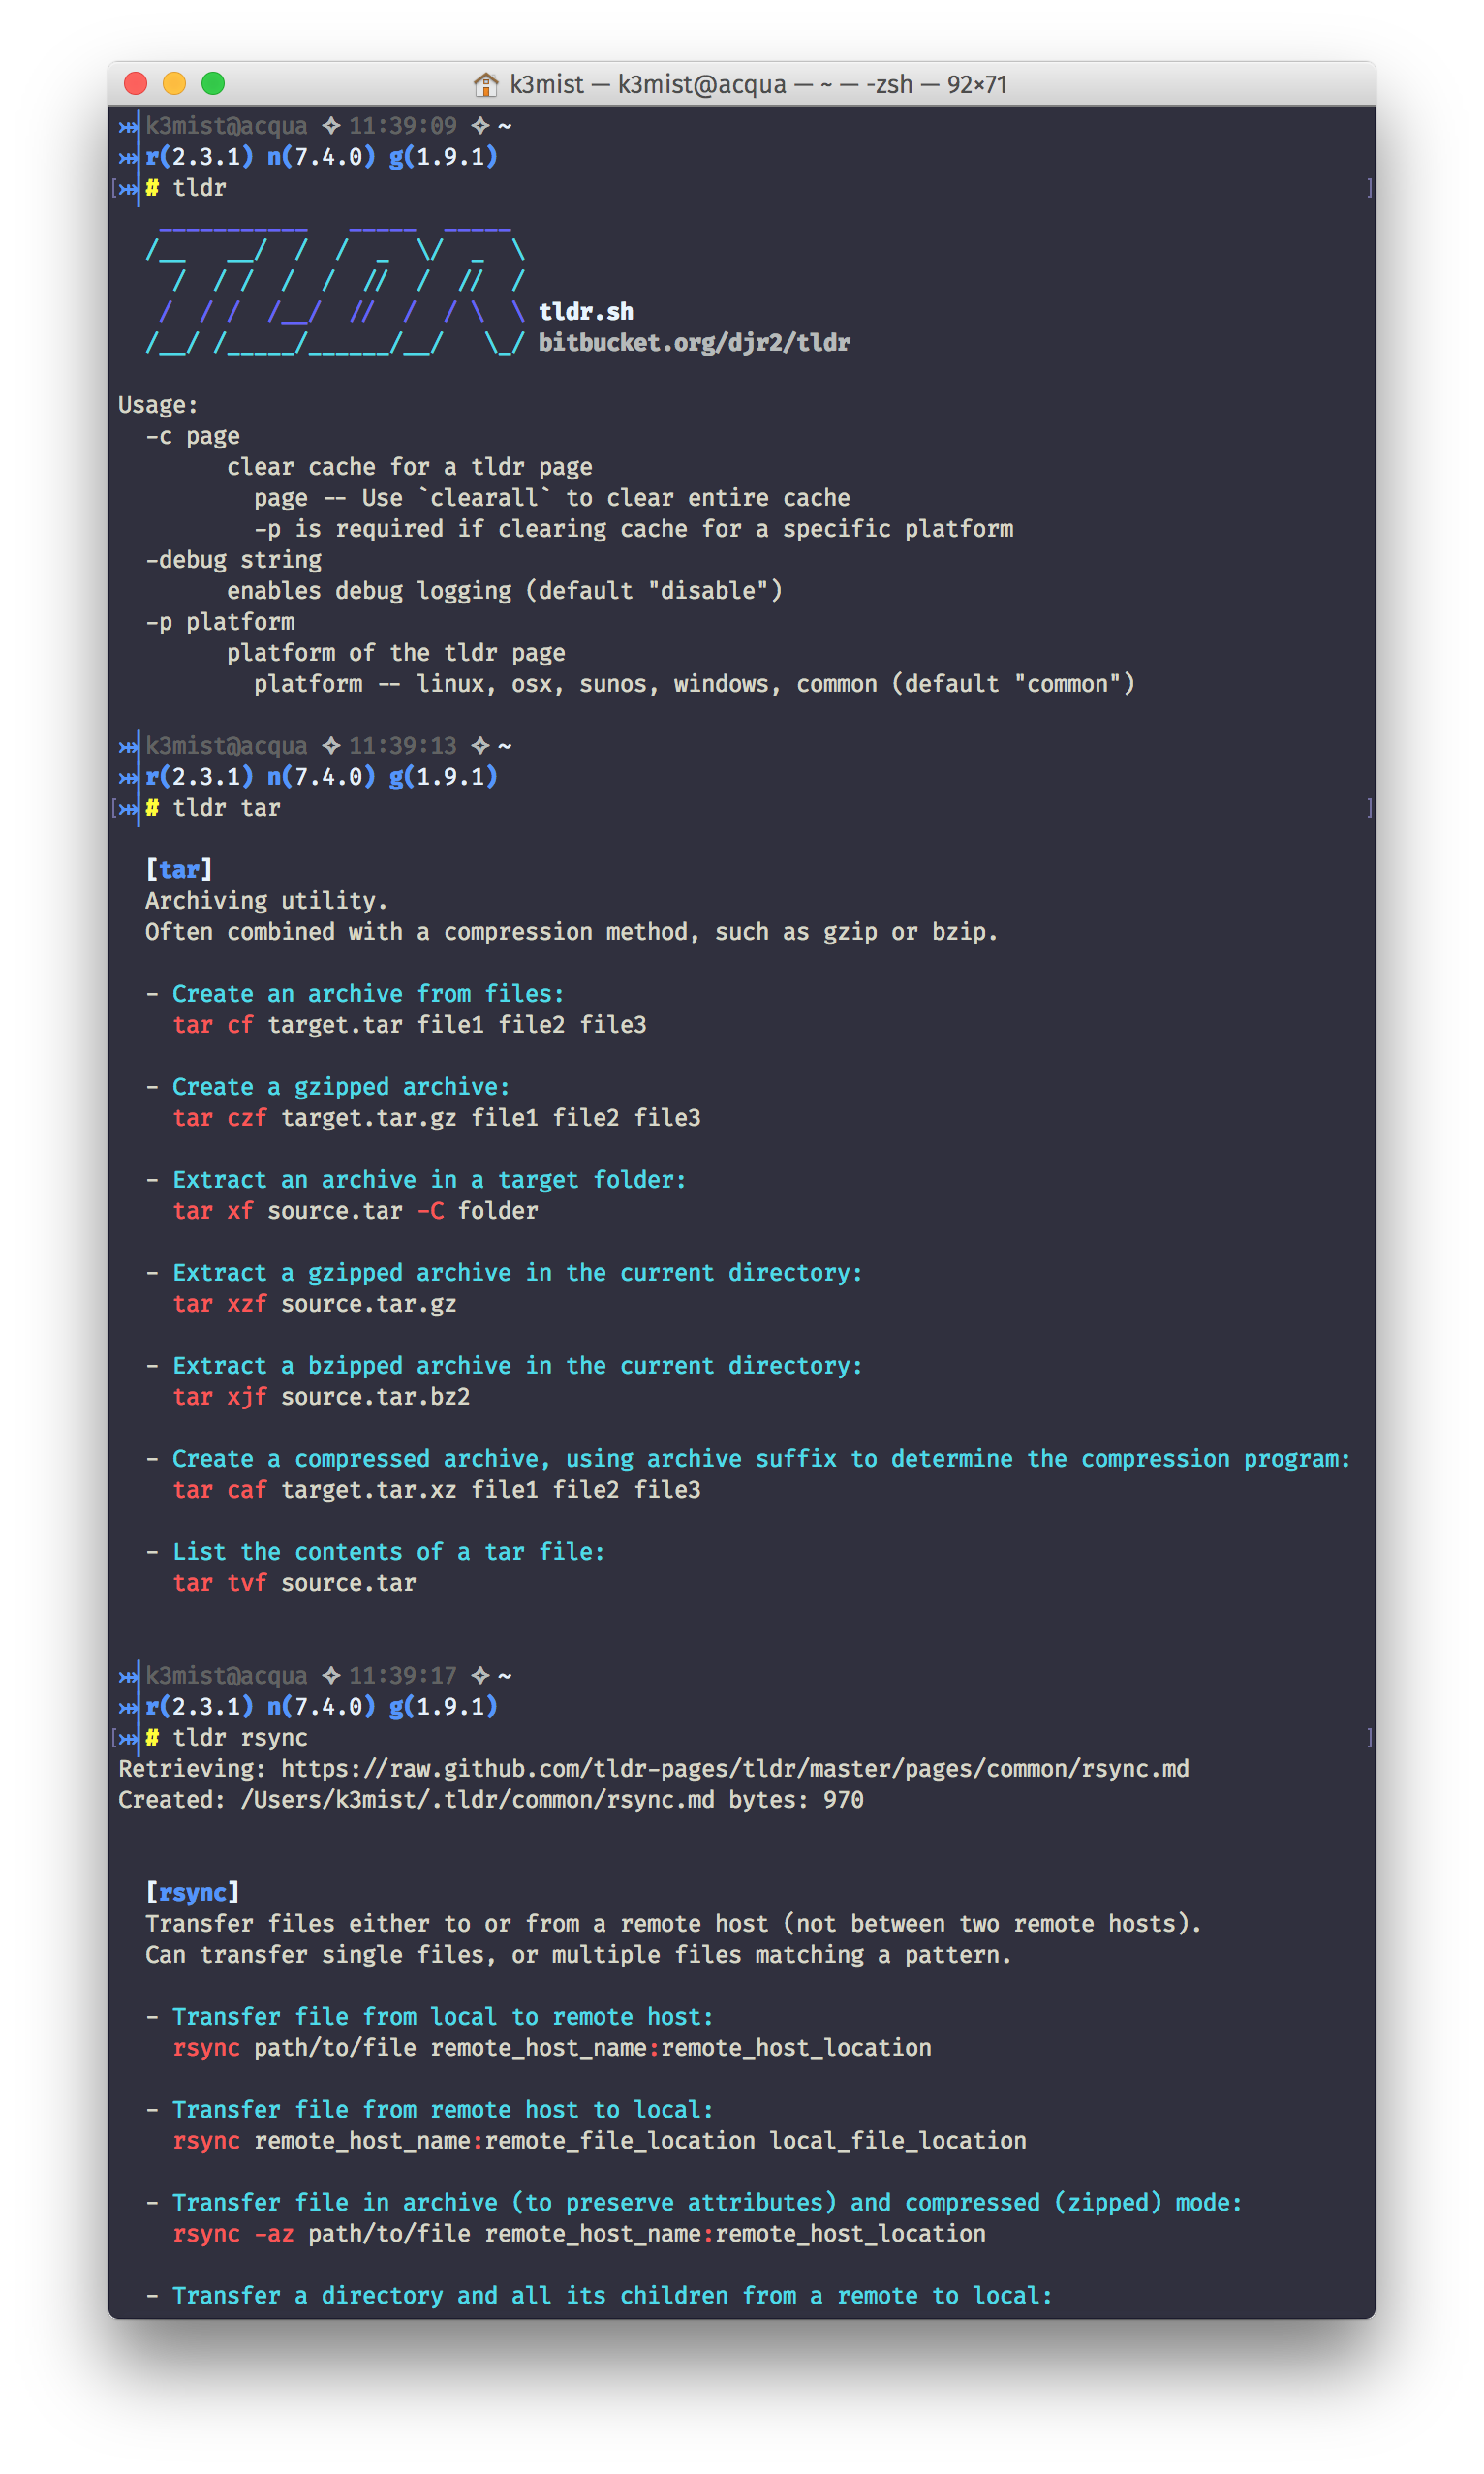 k3mist — k3mist@acqua — ~ — -zsh — 92×71
k3mist@acqua ✧ 11:39:09 ✧ ~
r(2.3.1) n(7.4.0) g(1.9.1)
# tldr
tldr.sh
bitbucket.org/djr2/tldr
Usage:
-c page
clear cache for a tldr page
page -- Use `clearall` to clear entire cache
-p is required if clearing cache for a specific platform
-debug string
enables debug logging (default "disable")
-p platform
platform of the tldr page
platform -- linux, osx, sunos, windows, common (default "common")
k3mist@acqua ✧ 11:39:13 ✧ ~
r(2.3.1) n(7.4.0) g(1.9.1)
# tldr tar
[tar]
Archiving utility.
Often combined with a compression method, such as gzip or bzip.
- Create an archive from files:
tar cf target.tar file1 file2 file3
- Create a gzipped archive:
tar czf target.tar.gz file1 file2 file3
- Extract an archive in a target folder:
tar xf source.tar -C folder
- Extract a gzipped archive in the current directory:
tar xzf source.tar.gz
- Extract a bzipped archive in the current directory:
tar xjf source.tar.bz2
- Create a compressed archive, using archive suffix to determine the compression program:
tar caf target.tar.xz file1 file2 file3
- List the contents of a tar file:
tar tvf source.tar
k3mist@acqua ✧ 11:39:17 ✧ ~
r(2.3.1) n(7.4.0) g(1.9.1)
# tldr rsync
Retrieving: https://raw.github.com/tldr-pages/tldr/master/pages/common/rsync.md
Created: /Users/k3mist/.tldr/common/rsync.md bytes: 970
[rsync]
Transfer files either to or from a remote host (not between two remote hosts).
Can transfer single files, or multiple files matching a pattern.
- Transfer file from local to remote host:
rsync path/to/file remote_host_name:remote_host_location
- Transfer file from remote host to local:
rsync remote_host_name:remote_file_location local_file_location
- Transfer file in archive (to preserve attributes) and compressed (zipped) mode:
rsync -az path/to/file remote_host_name:remote_host_location
- Transfer a directory and all its children from a remote to local: